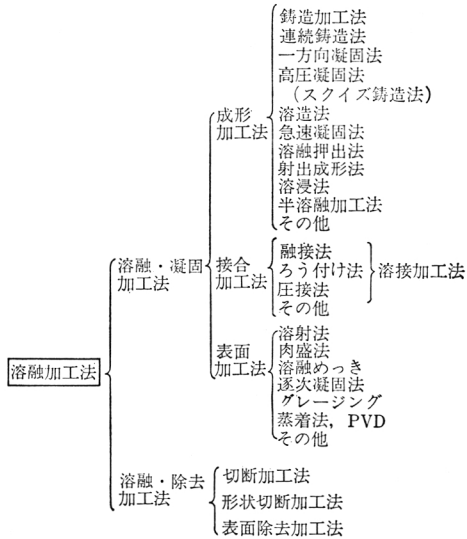 鋳造加工法
連続鋳造法
一方向凝固法
高圧凝固法
(スクイズ鋳造法)
成形
加工法
溶造法
急速凝固法
溶融押出法
射出成形法
溶浸法
半溶融加工法
その他
溶融・凝固
加工法
接合
加工法
融接法
ろう付け法
圧接法
その他
溶接加工法
表面
加工法
溶射法
肉盛法
溶融めっき
逐次凝固法
グレージング
蒸着法, PVD
その他
溶融加工法
溶融・除去
加工法
切断加工法
形状切断加工法
表面除去加工法